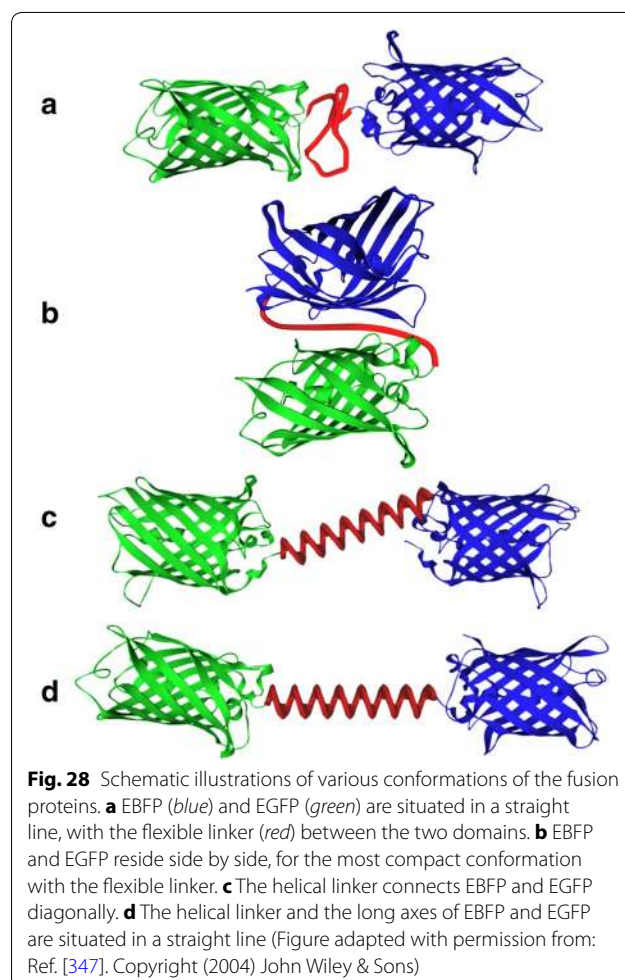 a
b
c
d
Fig. 28 Schematic illustrations of various conformations of the fusion
proteins. a EBFP (blue) and EGFP (green) are situated in a straight
line, with the flexible linker (red) between the two domains. b EBFP
and EGFP reside side by side, for the most compact conformation
with the flexible linker. c The helical linker connects EBFP and EGFP
diagonally. d The helical linker and the long axes of EBFP and EGFP
are situated in a straight line (Figure adapted with permission from:
Ref. [347]. Copyright (2004) John Wiley & Sons)